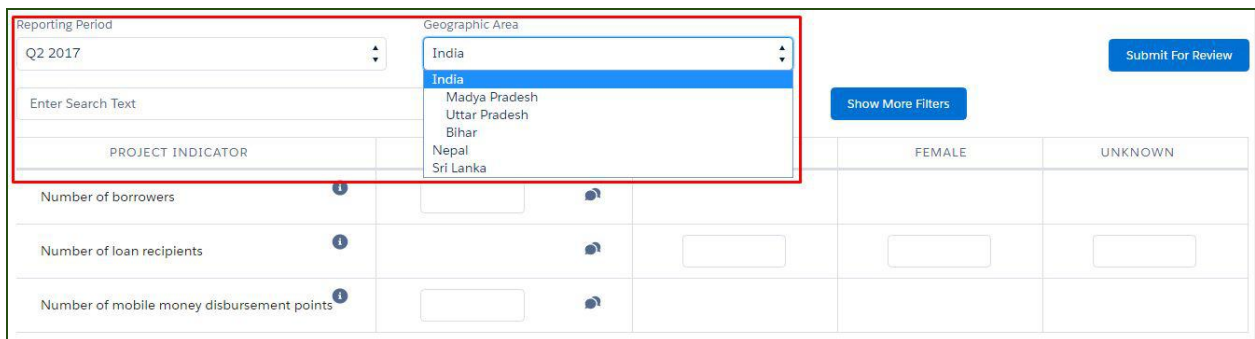 Reporting Period
Geographic Area
Q2 2017
India
Submit For Review
India
Madya Pradesh
Uttar Pradesh
Bihar
Nepal
Sri Lanka
Enter Search Text
Show More Filters
PROJECT INDICATOR
FEMALE
UNKNOWN
Number of borrowers
Number of loan recipients
Number of mobile money disbursement points